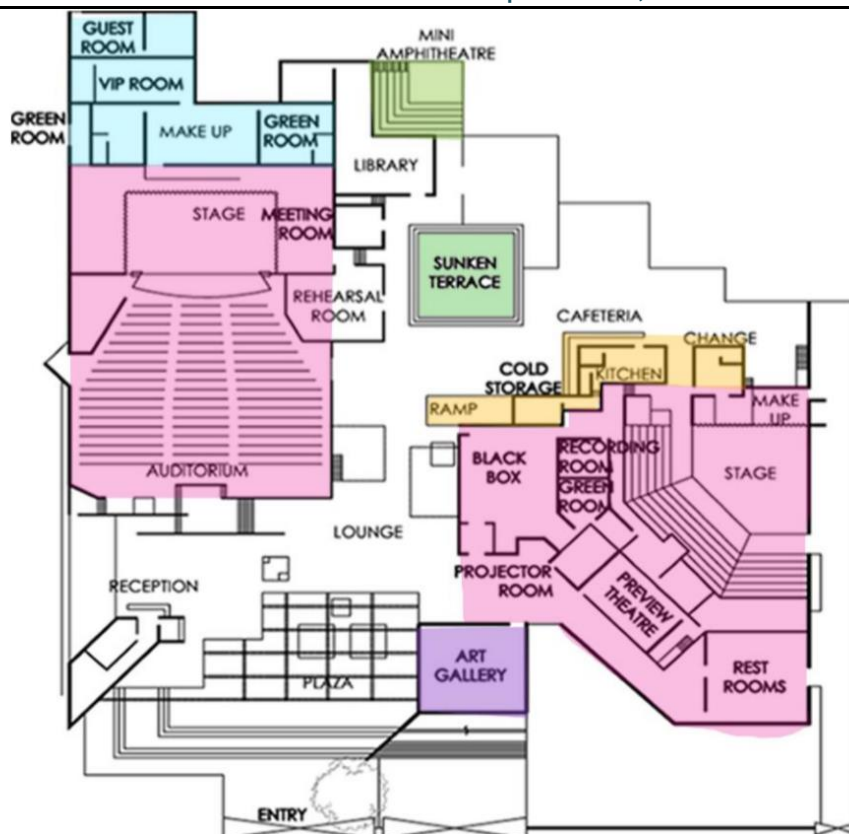 GUEST
ROOM
VIP ROOM
GREEN
ROOM
MAKE UP
GREEN
ROOM
MINI
AMPHITHEATRE
LIBRARY
STAGE
MEETING
ROOM
SUNKEN
TERRACE
REHEARSAL
ROOM
CAFETERIA
CHANGE
COLD
STORAGE
KITCHEN
RAMP
MAKE
UP
AUDITORIUM
BLACK
BOX
RECORDING
ROOM
GREEN
ROOM
STAGE
LOUNGE
RECEPTION
PROJECTOR
ROOM
PREVIEW
THEATRE
ART
GALLERY
REST
ROOMS
PLAZA
ENTRY